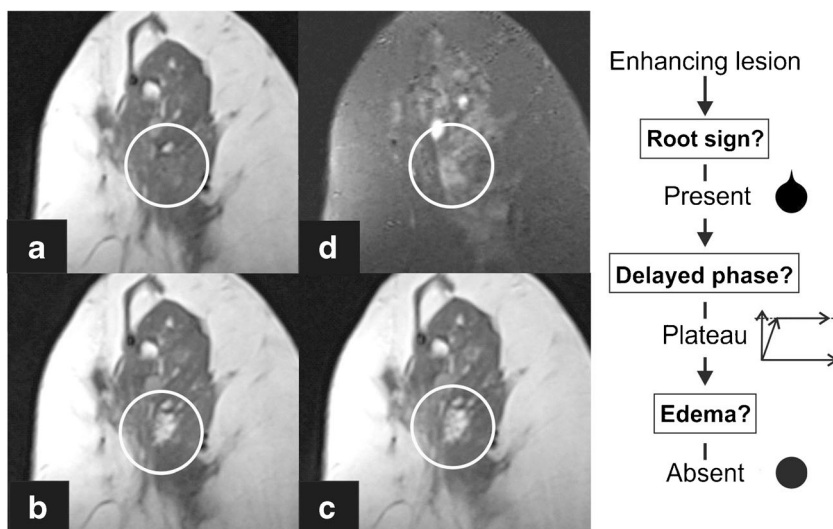 a
d
b
c
Enhancing lesion
Root sign?
Present
Delayed phase?
Plateau
Edema?
Absent